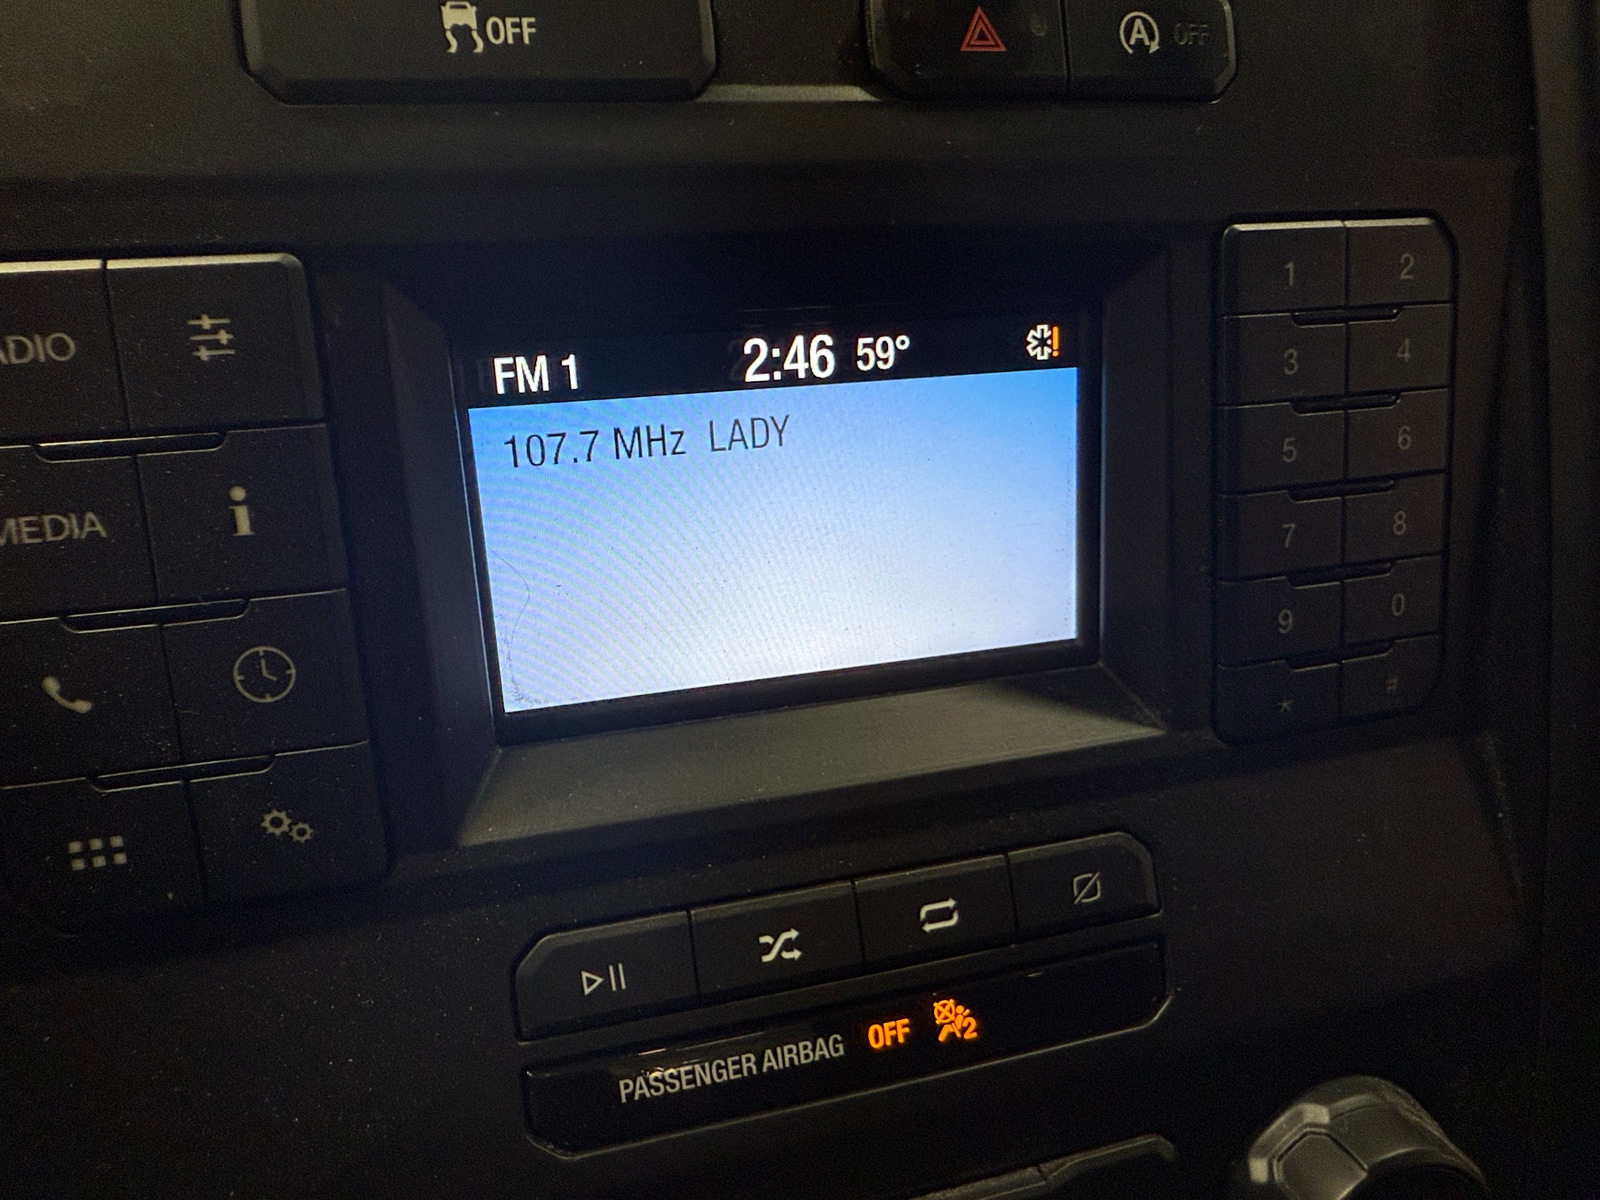 OFF
A OFF
ADIO
MEDIA
FM 1 2:46 59°
107.7 MHz LADY
1 2
3 4
5 6
7 8
9 0
* #
PASSENGER AIRBAG OFF 2